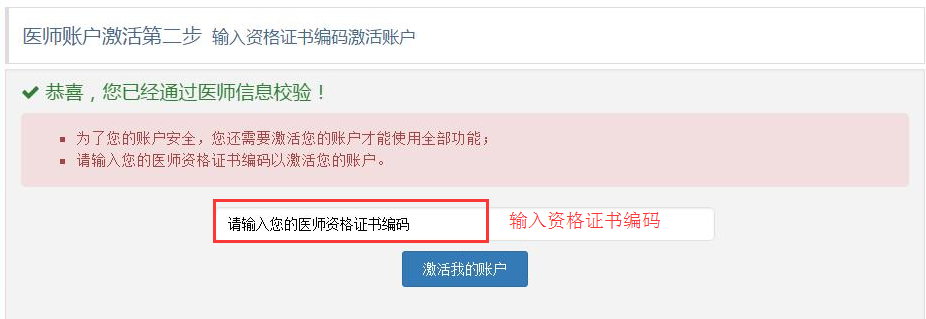 医师账户激活第二步 输入资格证书编码激活账户
恭喜，您已经通过医师信息校验！
为了您的账户安全，您还需要激活您的账户才能使用全部功能；
请输入您的医师资格证书编码以激活您的账户。
请输入您的医师资格证书编码 输入资格证书编码
激活我的账户